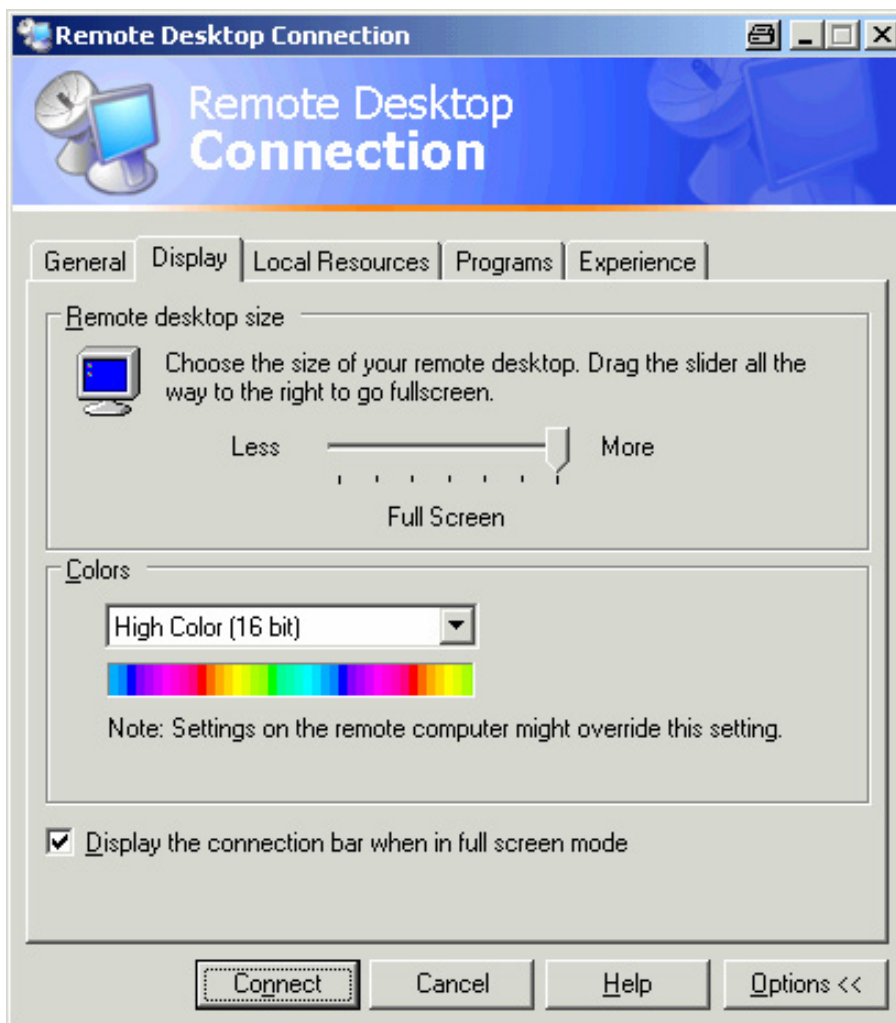 Remote Desktop Connection
Remote Desktop
Connection
General Display Local Resources Programs Experience
Remote desktop size
Choose the size of your remote desktop. Drag the slider all the
way to the right to go fullscreen.
Less More
Full Screen
Colors
High Color (16 bit)
Note: Settings on the remote computer might override this setting.
Display the connection bar when in full screen mode
Connect Cancel Help Options <<